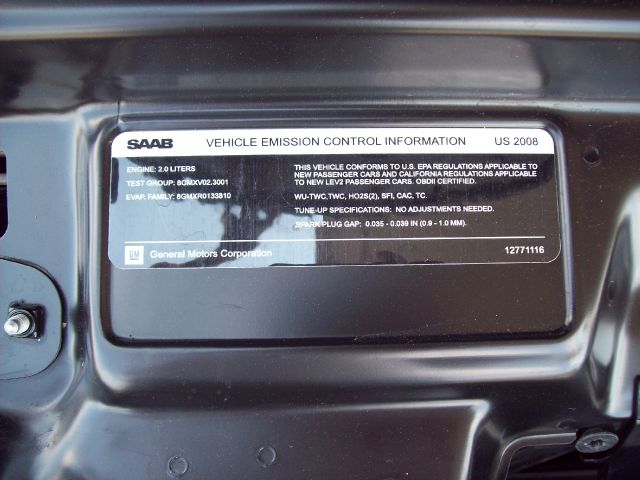 SAAB VEHICLE EMISSION CONTROL INFORMATION US 2008
ENGINE: 2.0 LITERS
TEST GROUP: 8GMXV02.3001
EVAP. FAMILY: 8GMXR0133810
THIS VEHICLE CONFORMS TO U.S. EPA REGULATIONS APPLICABLE TO
NEW PASSENGER CARS AND CALIFORNIA REGULATIONS APPLICABLE
TO NEW LEV2 PASSENGER CARS. OBDII CERTIFIED.
WU-TWC,TWC, HO2S(2), SFI, CAC, TC.
TUNE-UP SPECIFICATIONS: NO ADJUSTMENTS NEEDED.
SPARK PLUG GAP: 0.035 - 0.039 IN (0.9 - 1.0 MM).
GM General Motors Corporation 12771116